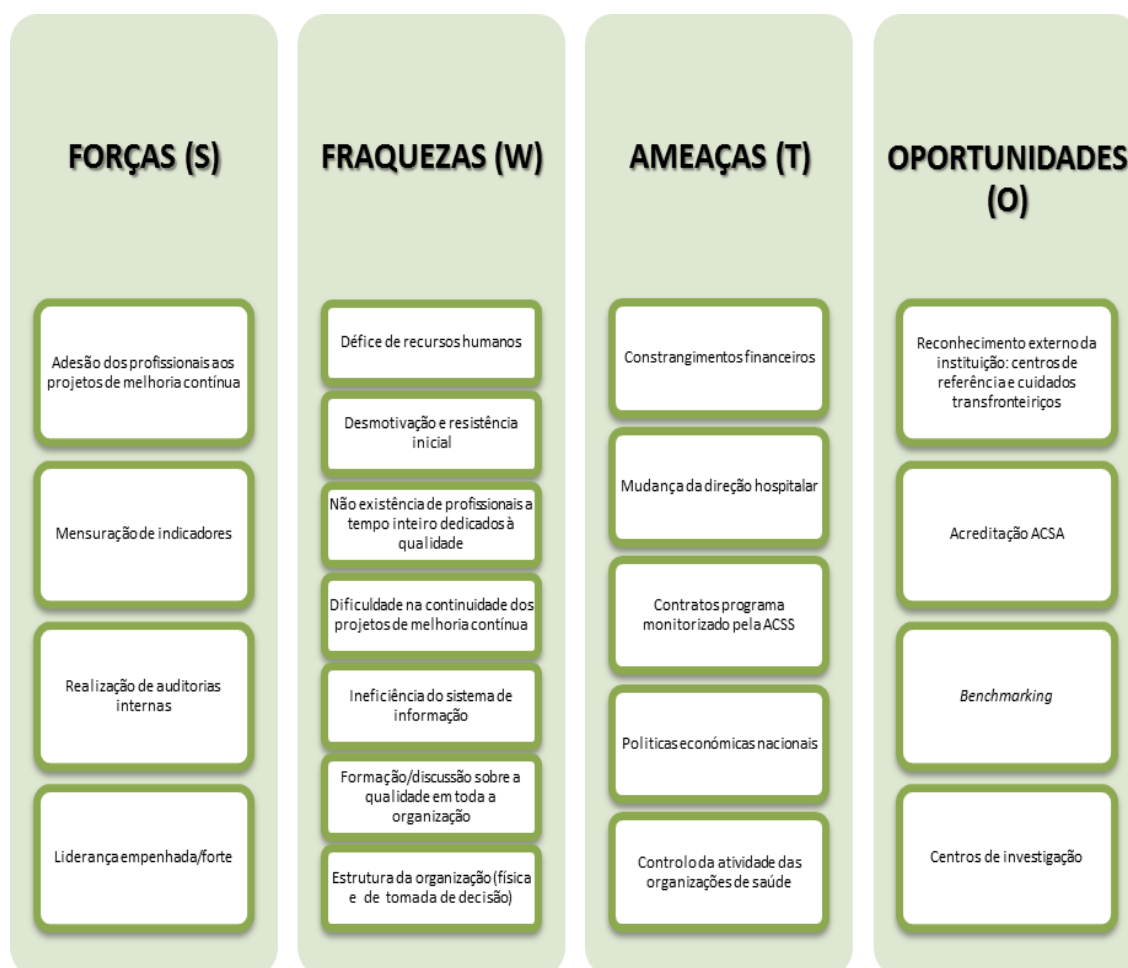 FORÇAS (S)
Adesão dos profissionais aos
projetos de melhoria contínua
Mensuração de indicadores
Realização de auditorias
internas
Liderança empenhada/forte
FRAQUEZAS (W)
Défice de recursos humanos
Desmotivação e resistência
inicial
Não existência de profissionais a
tempo inteiro dedicados à
qualidade
Dificuldade na continuidade dos
projetos de melhoria contínua
Ineficiência do sistema de
informação
Formação/discussão sobre a
qualidade em toda a
organização
Estrutura da organização (física
e de tomada de decisão)
AMEAÇAS (T)
Constrangimentos financeiros
Mudança da direção hospitalar
Contratos programa
monitorizado pela ACSS
Politicas económicas nacionais
Controlo da atividade das
organizações de saúde
OPORTUNIDADES
(O)
Reconhecimento externo da
instituição: centros de
referência e cuidados
transfronteiriços
Acreditação ACSA
Benchmarking
Centros de investigação